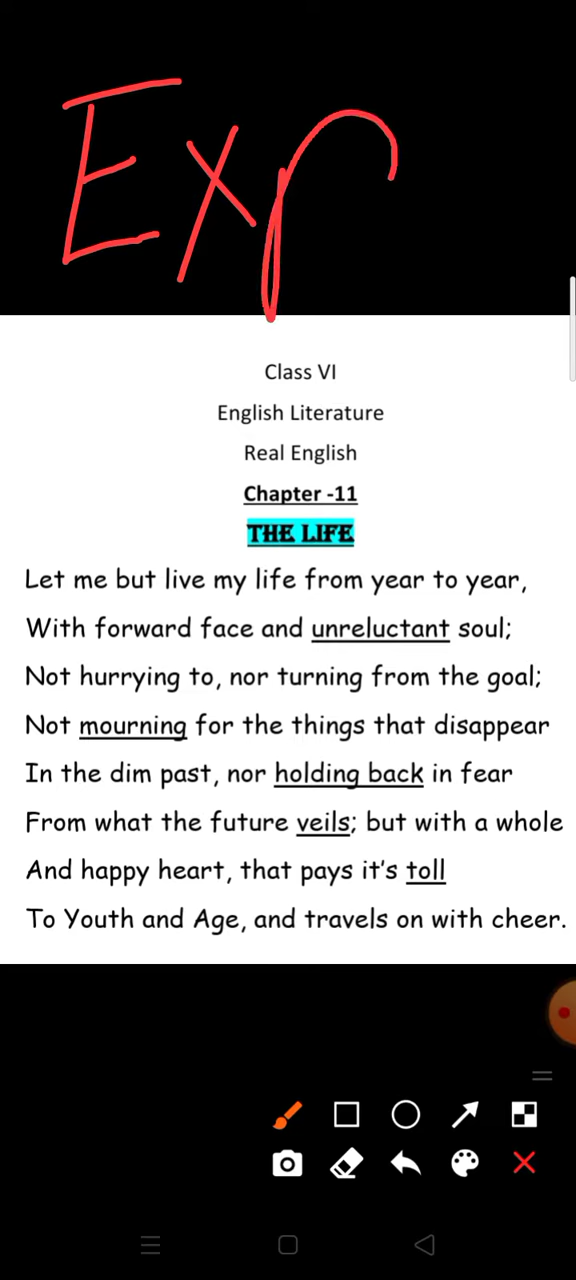 Exp
Class VI
English Literature
Real English
Chapter -11
THE LIFE
Let me but live my life from year to year,
With forward face and unreluctant soul;
Not hurrying to, nor turning from the goal;
Not mourning for the things that disappear
In the dim past, nor holding back in fear
From what the future veils; but with a whole
And happy heart, that pays it's toll
To Youth and Age, and travels on with cheer.